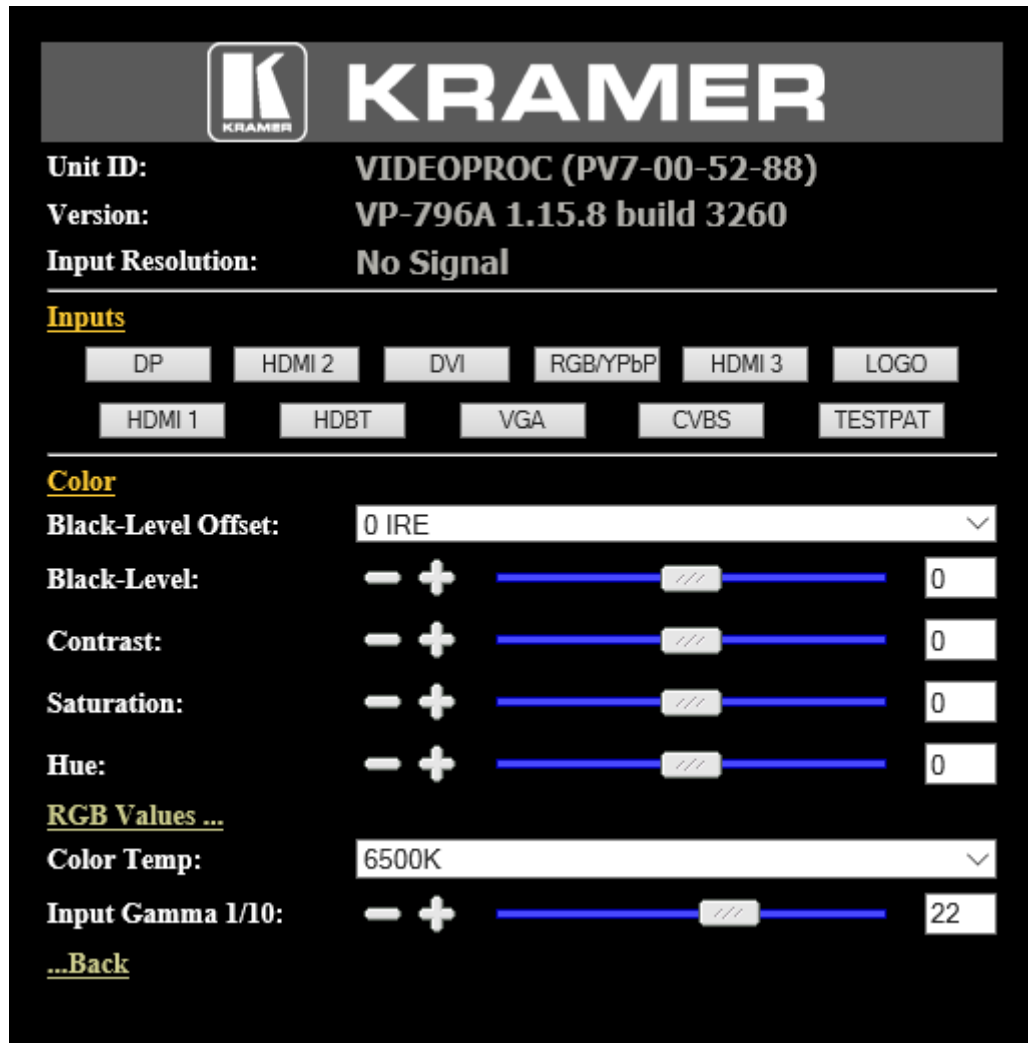 KRAMER KRAMER
Unit ID: VIDEOPROC (PV7-00-52-88)
Version: VP-796A 1.15.8 build 3260
Input Resolution: No Signal
Inputs
DP HDMI 2 DVI RGB/YPbP HDMI 3 LOGO
HDMI 1 HDBT VGA CVBS TESTPAT
Color
Black-Level Offset: 0 IRE
Black-Level: 0
Contrast: 0
Saturation: 0
Hue: 0
RGB Values ...
Color Temp: 6500K
Input Gamma 1/10: 22
...Back